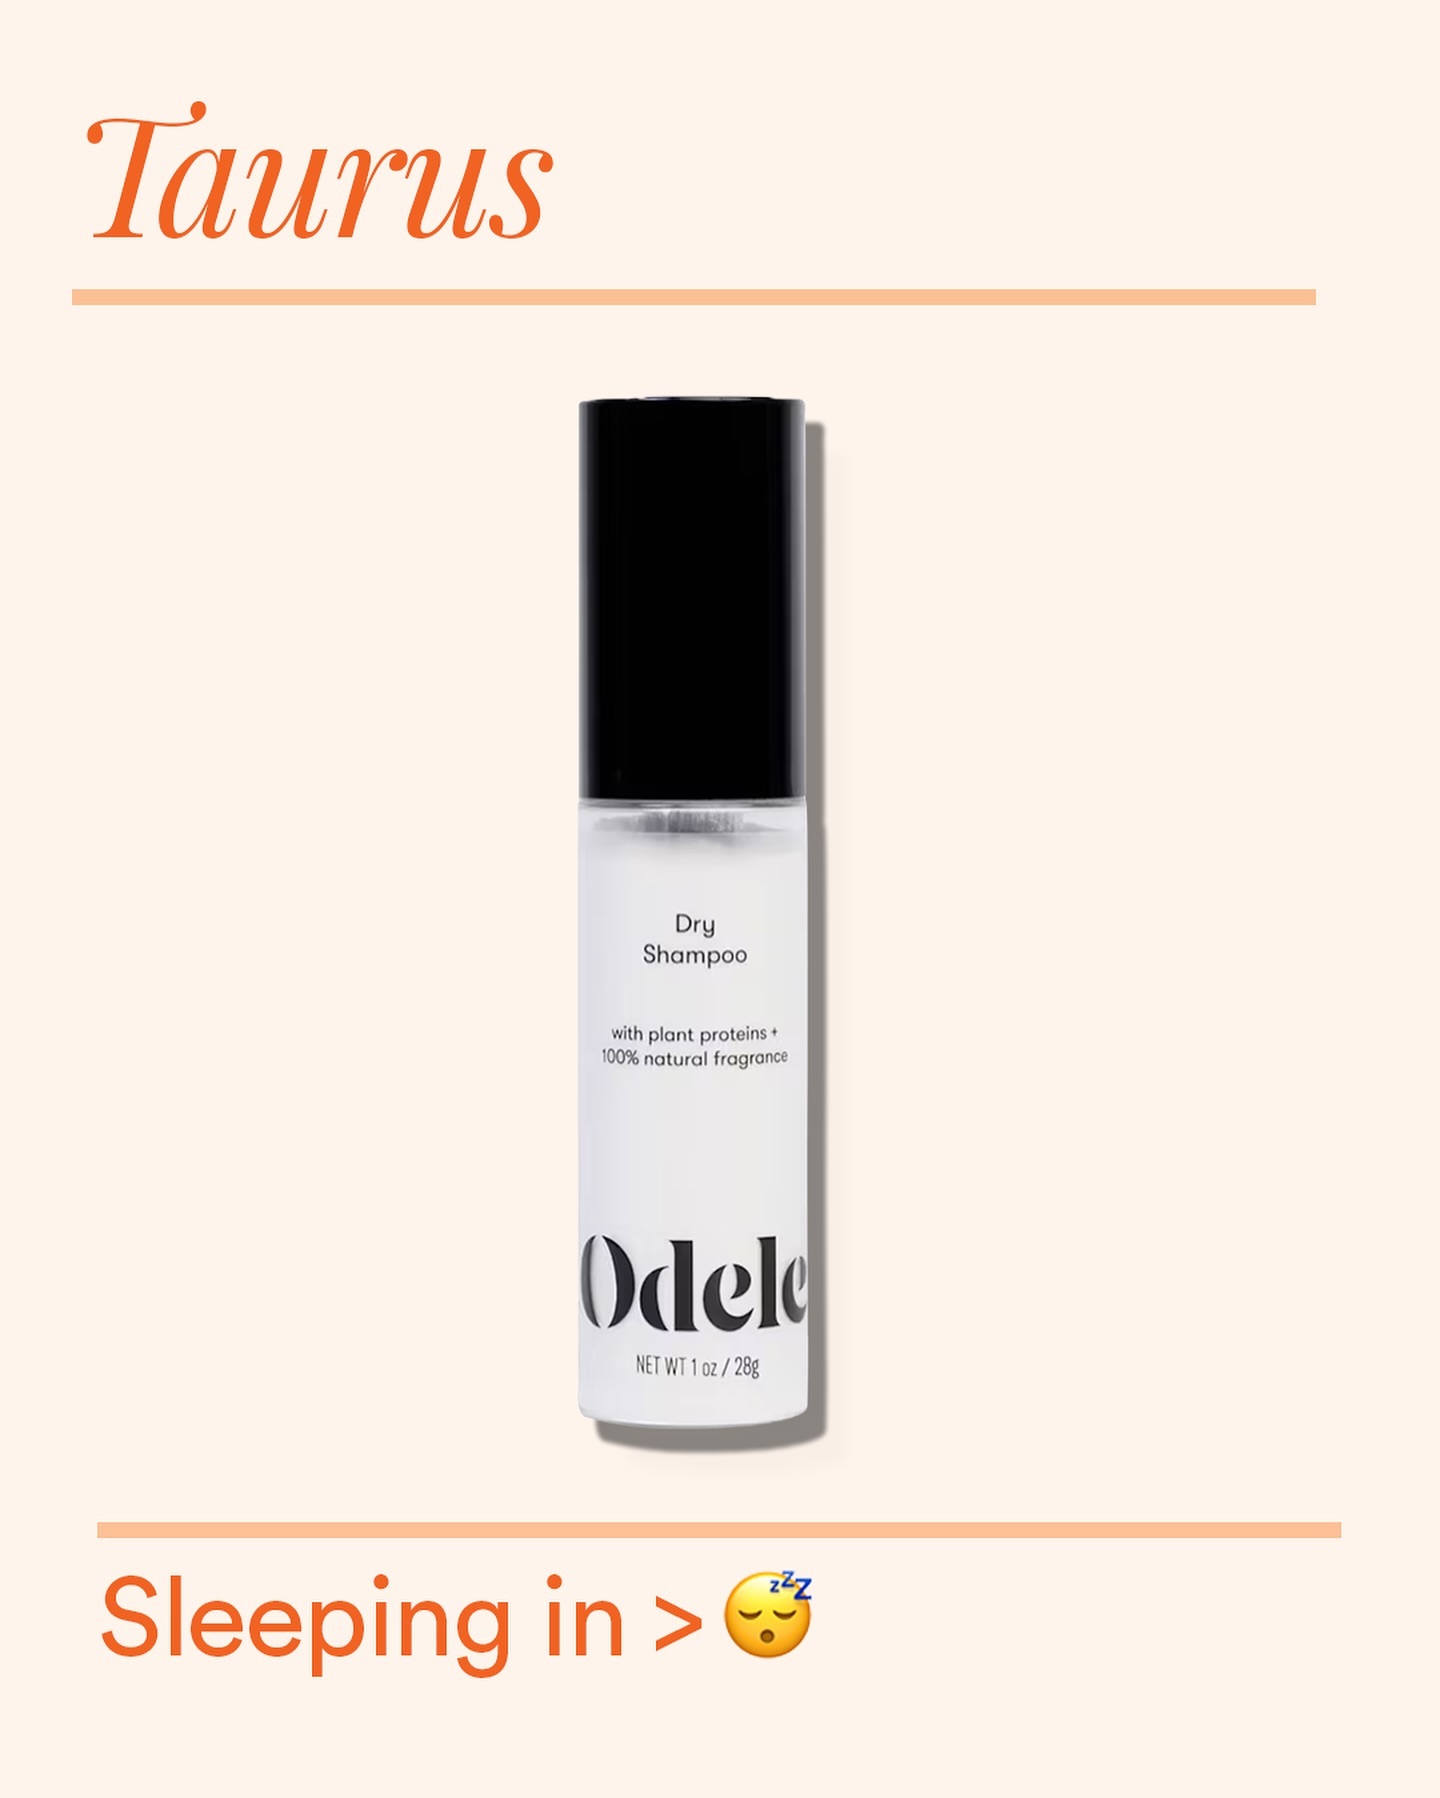 Taurus
Dry
Shampoo
with plant proteins +
100% natural fragrance
Odele
NET WT 1 oz / 28g
Sleeping in > 😴